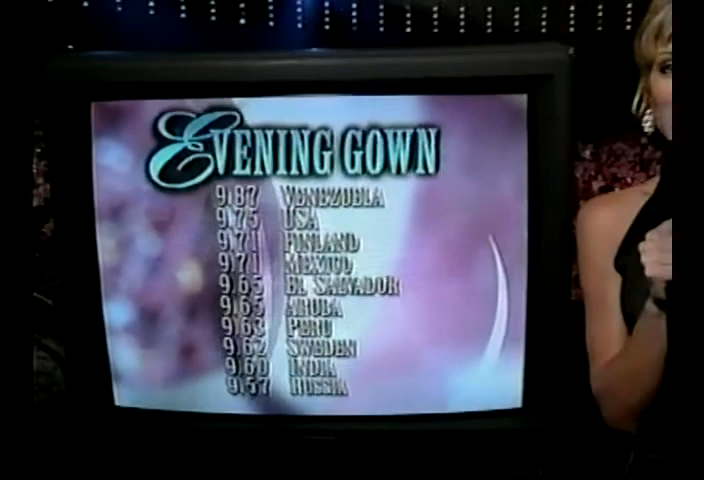 EVENING GOWN
9.87 VENEZUELA
9.75 USA
9.71 FINLAND
9.71 MEXICO
9.65 EL SALVADOR
9.65 ARUBA
9.63 PERU
9.62 SWEDEN
9.60 INDIA
9.57 RUSSIA